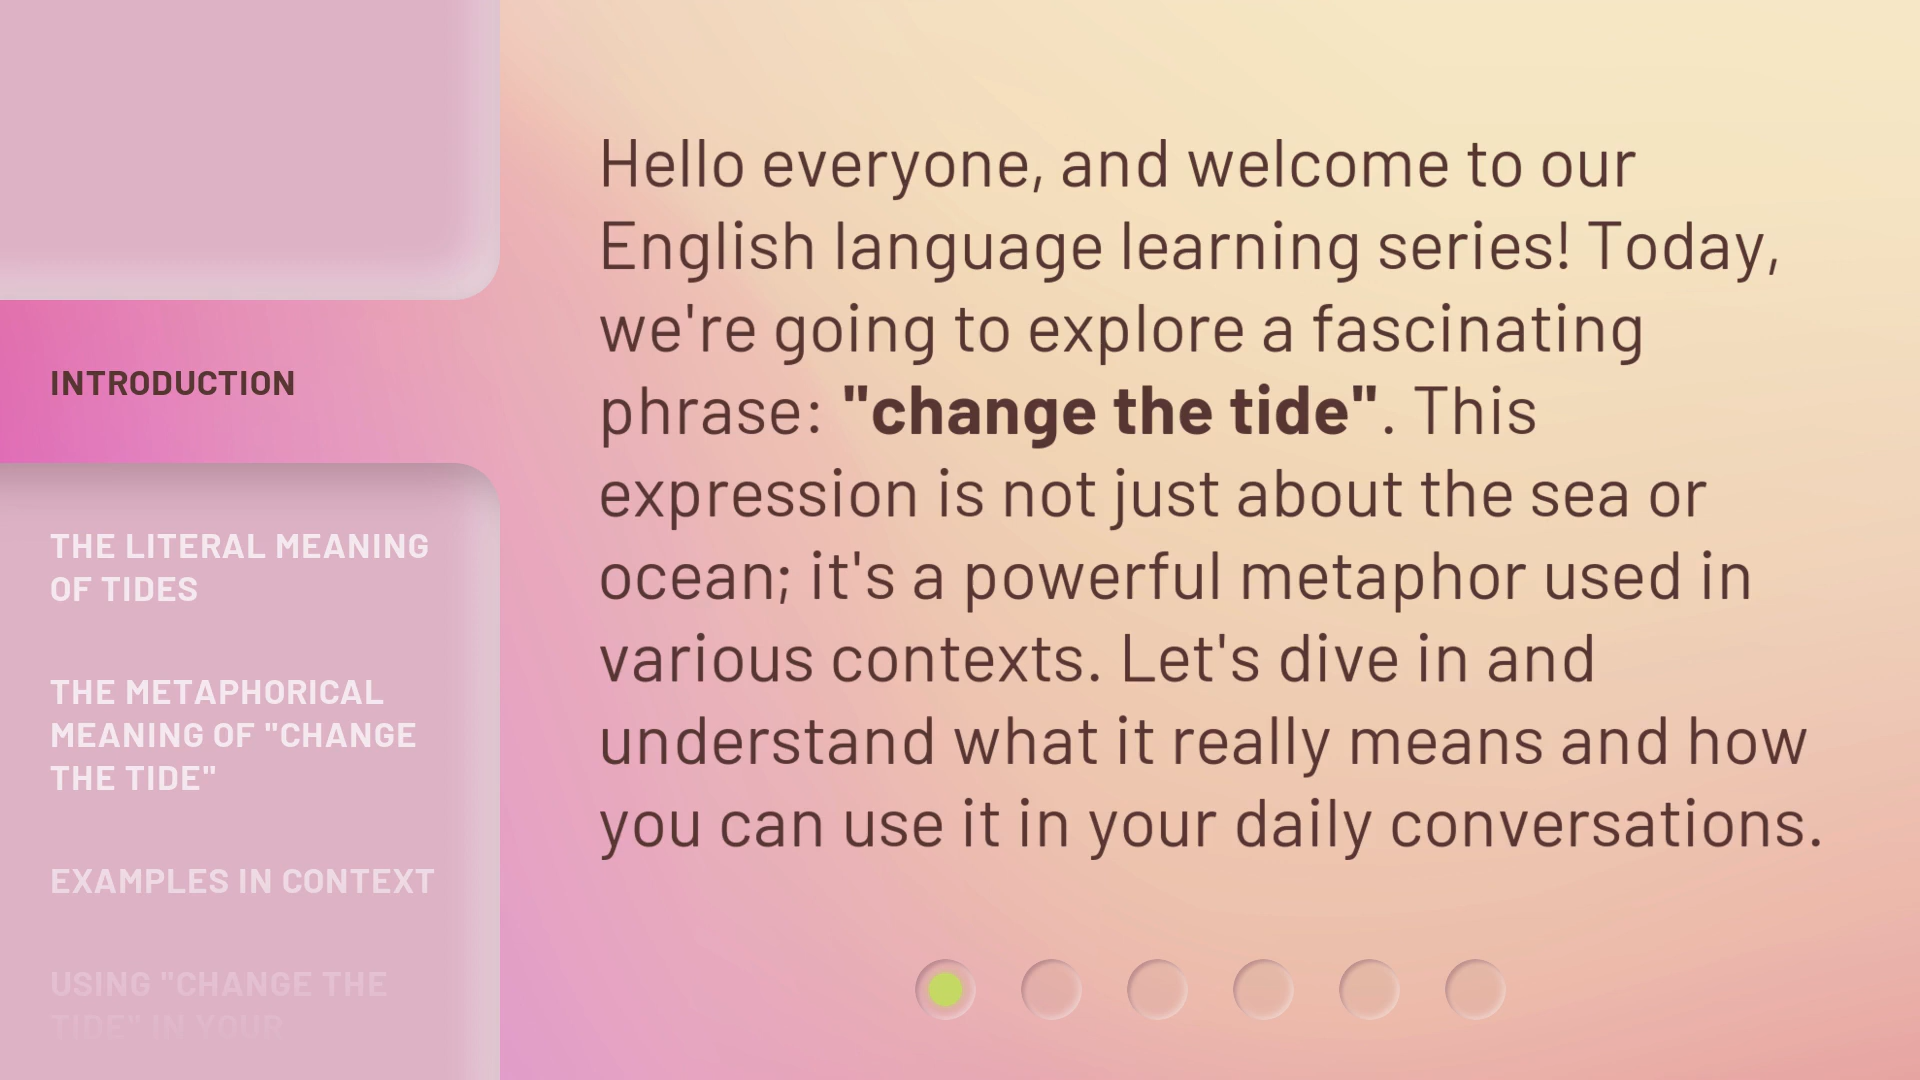 INTRODUCTION
THE LITERAL MEANING
OF TIDES
THE METAPHORICAL
MEANING OF "CHANGE
THE TIDE"
EXAMPLES IN CONTEXT
USING "CHANGE THE
TIDE" IN YOUR
Hello everyone, and welcome to our
English language learning series! Today,
we're going to explore a fascinating
phrase: "change the tide". This
expression is not just about the sea or
ocean; it's a powerful metaphor used in
various contexts. Let's dive in and
understand what it really means and how
you can use it in your daily conversations.